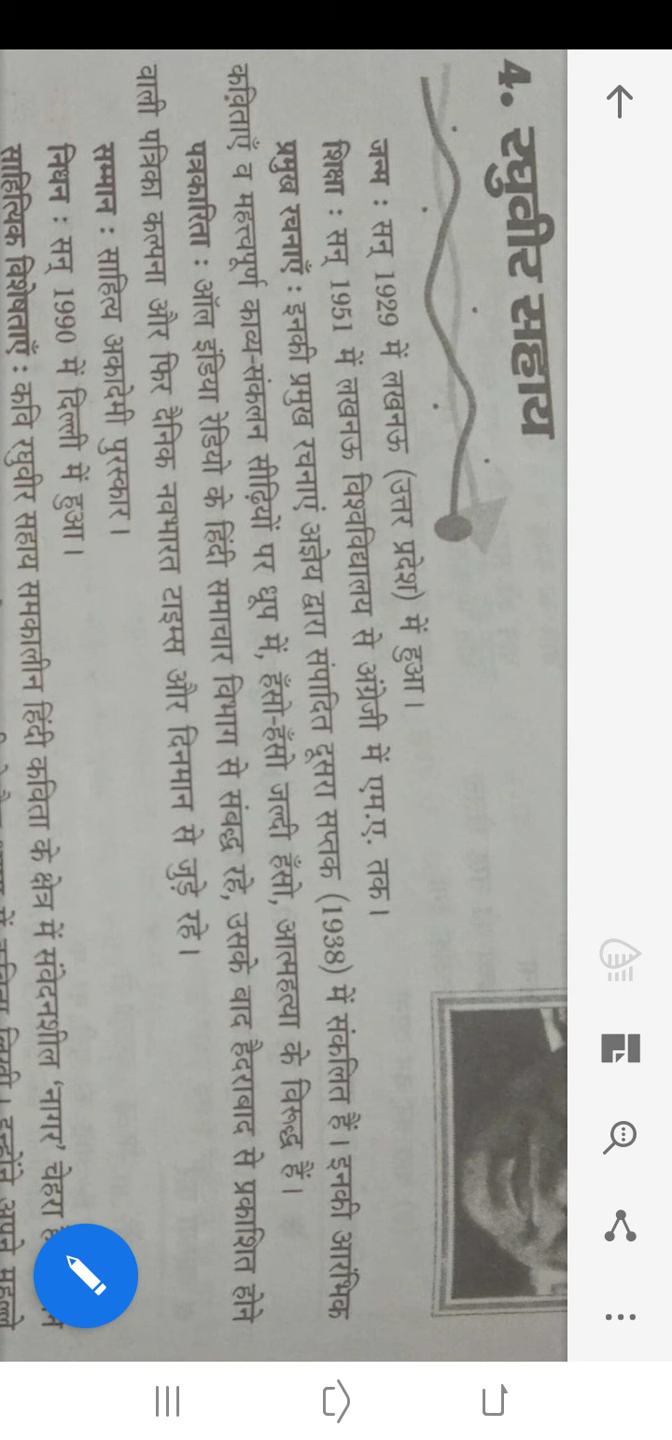 4. रघुवीर सहाय
जन्म : सन् 1929 में लखनऊ (उत्तर प्रदेश) में हुआ।
शिक्षा : सन् 1951 में लखनऊ विश्वविद्यालय से अंग्रेजी में एम.ए. तक।
प्रमुख रचनाएँ : इनकी प्रमुख रचनाएं अज्ञेय द्वारा संपादित दूसरा सप्तक (1938) में संकलित हैं। इनकी आरंभिक
कविताएँ व महत्त्वपूर्ण काव्य-संकलन सीढ़ियों पर धूप में, हँसो-हँसो जल्दी हँसो, आत्महत्या के विरुद्ध हैं।
पत्रकारिता : ऑल इंडिया रेडियो के हिंदी समाचार विभाग से संबद्ध रहे, उसके बाद हैदराबाद से प्रकाशित होने
वाली पत्रिका कल्पना और फिर दैनिक नवभारत टाइम्स और दिनमान से जुड़े रहे।
सम्मान : साहित्य अकादेमी पुरस्कार।
निधन : सन् 1990 में दिल्ली में हुआ।
साहित्यिक विशेषताएँ : कवि रघुवीर सहाय समकालीन हिंदी कविता के क्षेत्र में संवेदनशील 'नागर' चेहरा